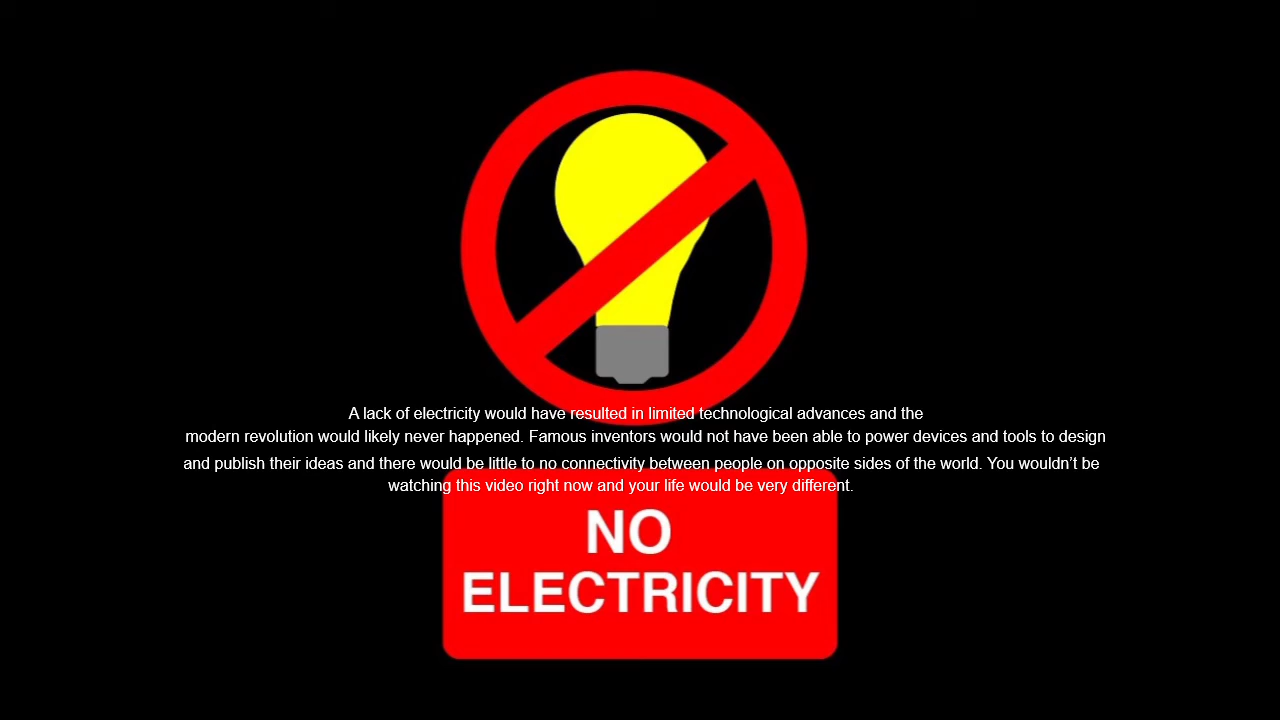 A lack of electricity would have resulted in limited technological advances and the
modern revolution would likely never happened. Famous inventors would not have been able to power devices and tools to design
and publish their ideas and there would be little to no connectivity between people on opposite sides of the world. You wouldn’t be
watching this video right now and your life would be very different.
NO
ELECTRICITY